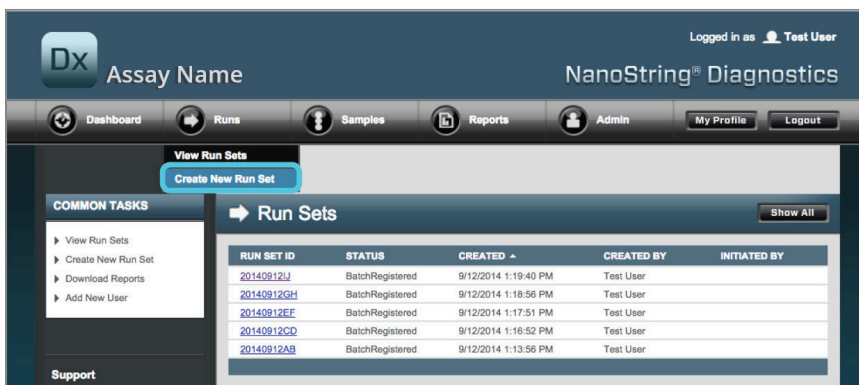 Logged in as Test User
Dx Assay Name
NanoString® Diagnostics
Dashboard Runs Samples Reports Admin My Profile Logout
View Run Sets
Create New Run Set
COMMON TASKS
View Run Sets
Create New Run Set
Download Reports
Add New User
Support
Run Sets Show All
RUN SET ID STATUS CREATED CREATED BY INITIATED BY
20140912IJ BatchRegistered 9/12/2014 1:19:40 PM Test User
20140912GH BatchRegistered 9/12/2014 1:18:56 PM Test User
20140912EF BatchRegistered 9/12/2014 1:17:51 PM Test User
20140912CD BatchRegistered 9/12/2014 1:16:52 PM Test User
20140912AB BatchRegistered 9/12/2014 1:13:56 PM Test User